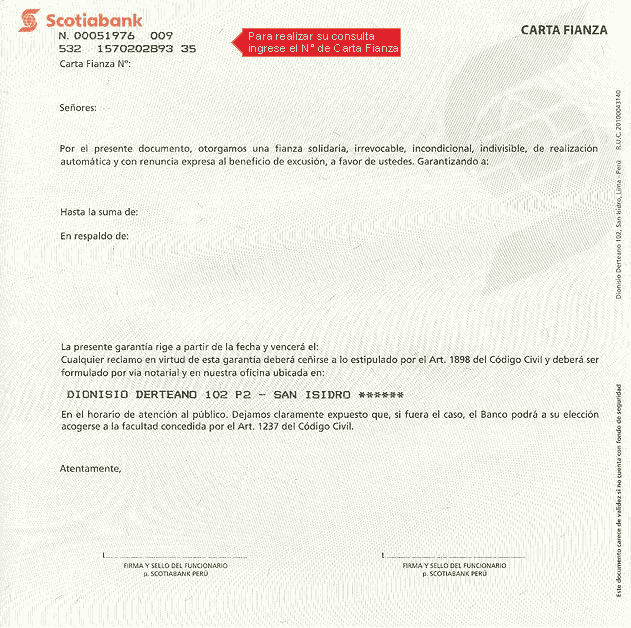 Scotiabank
CARTA FIANZA
N. 00051976 009
532 1570202893 35
Para realizar su consulta
ingrese el N° de Carta Fianza
Carta Fianza N°:
Señores:
Por el presente documento, otorgamos una fianza solidaria, irrevocable, incondicional, indivisible, de realización
automática y con renuncia expresa al beneficio de excusión, a favor de ustedes. Garantizando a:
Hasta la suma de:
En respaldo de:
La presente garantía rige a partir de la fecha y vencerá el:
Cualquier reclamo en virtud de esta garantía deberá ceñirse a lo estipulado por el Art. 1898 del Código Civil y deberá ser
formulado por vía notarial y en nuestra oficina ubicada en:
DIONISIO DERTEANO 102 P2 - SAN ISIDRO ******
En el horario de atención al público. Dejamos claramente expuesto que, si fuera el caso, el Banco podrá a su elección
acogerse a la facultad concedida por el Art. 1237 del Código Civil.
Atentamente,
FIRMA Y SELLO DEL FUNCIONARIO
p. SCOTIABANK PERÚ
FIRMA Y SELLO DEL FUNCIONARIO
p. SCOTIABANK PERÚ
Dionisio Derteano 102, San Isidro, Lima - Perú R.U.C. 20100043140
Este documento carece de validez si no cuenta con fondo de seguridad